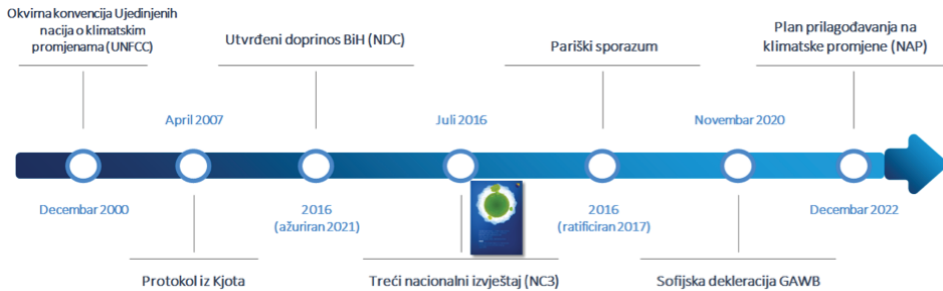 Okvirna konvencija Ujedinjenih
nacija o klimatskim
promjenama (UNFCC)
Utvrđeni doprinos BiH (NDC)
Pariški sporazum
Plan prilagođavanja na
klimatske promjene (NAP)
April 2007
Juli 2016
Novembar 2020
Decembar 2000
2016
(ažuriran 2021)
2016
(ratificiran 2017)
Decembar 2022
Protokol iz Kjota
Treći nacionalni izvještaj (NC3)
Sofijska dekleracija GAWB